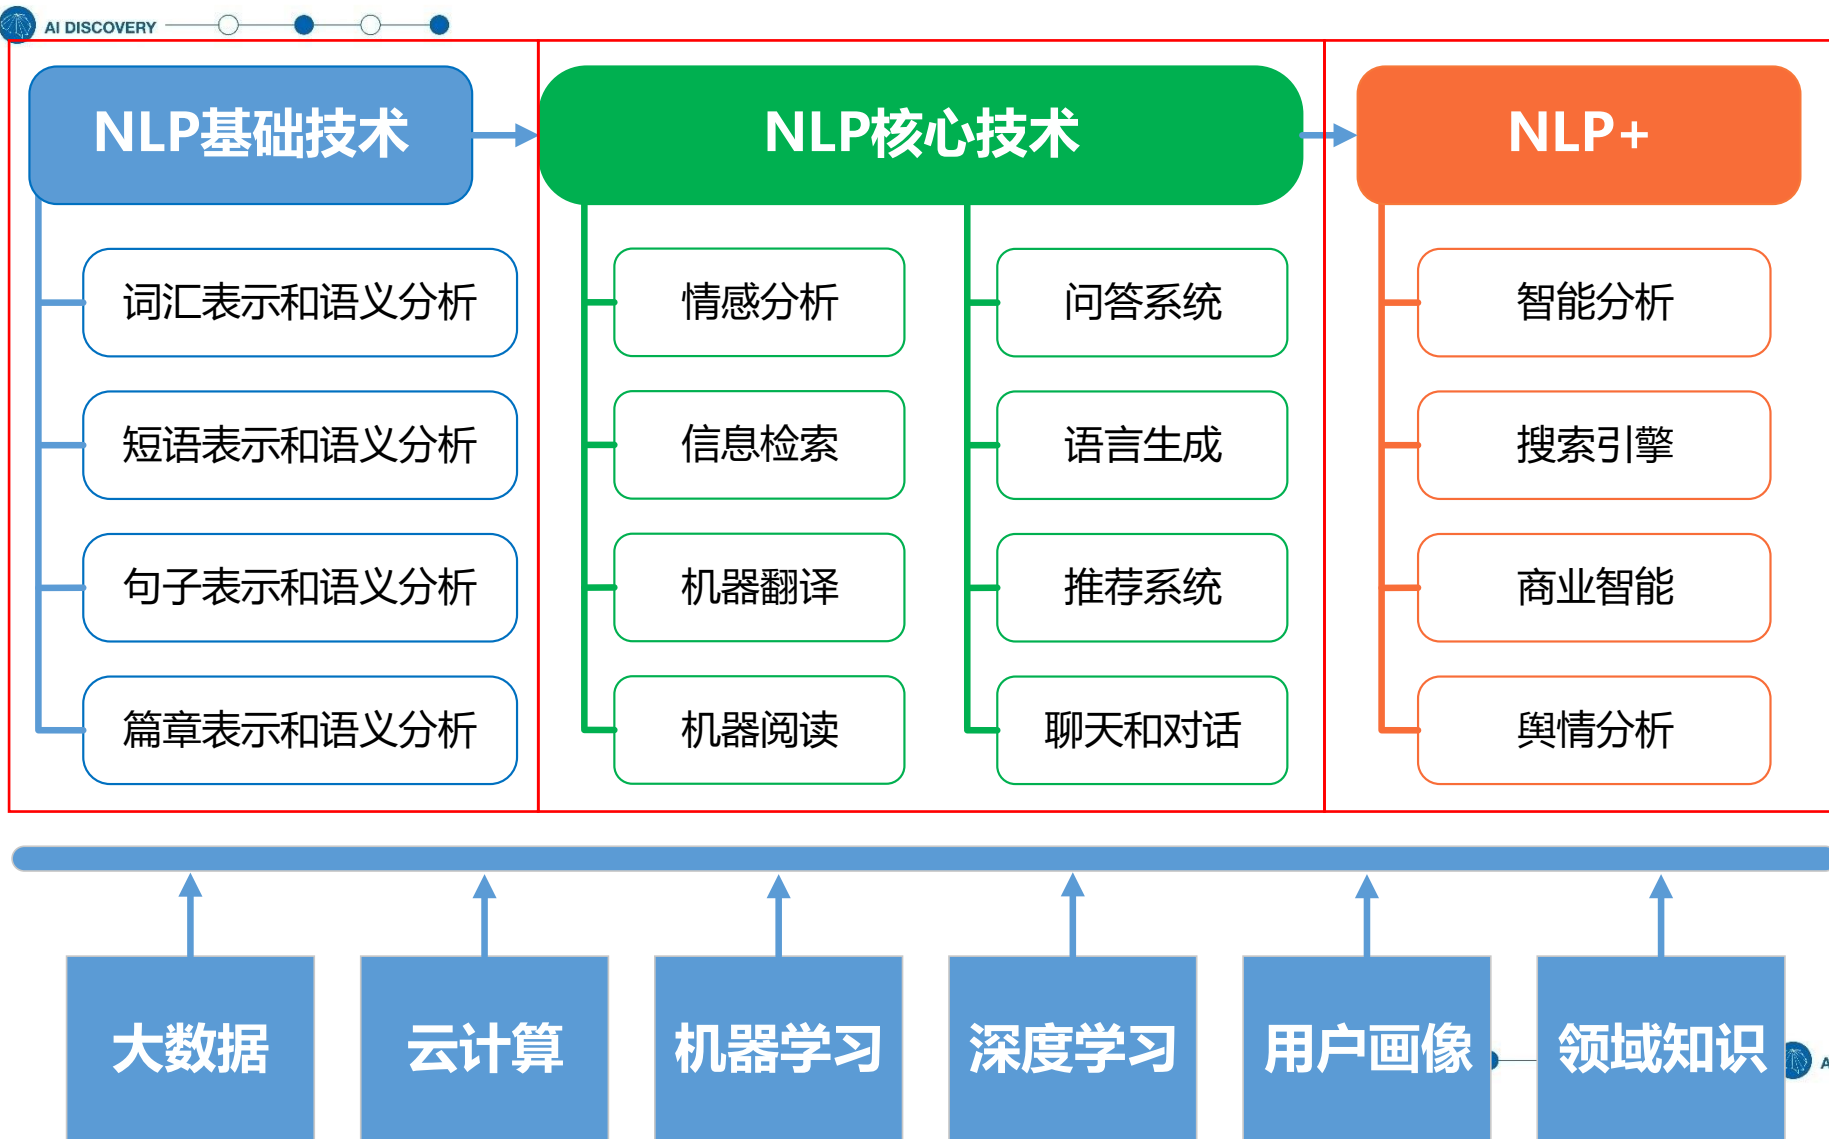 AI DISCOVERY
NLP基础技术
NLP核心技术
NLP+
词汇表示和语义分析
情感分析
问答系统
智能分析
短语表示和语义分析
信息检索
语言生成
搜索引擎
句子表示和语义分析
机器翻译
推荐系统
商业智能
篇章表示和语义分析
机器阅读
聊天和对话
舆情分析
大数据
云计算
机器学习
深度学习
用户画像
领域知识
A